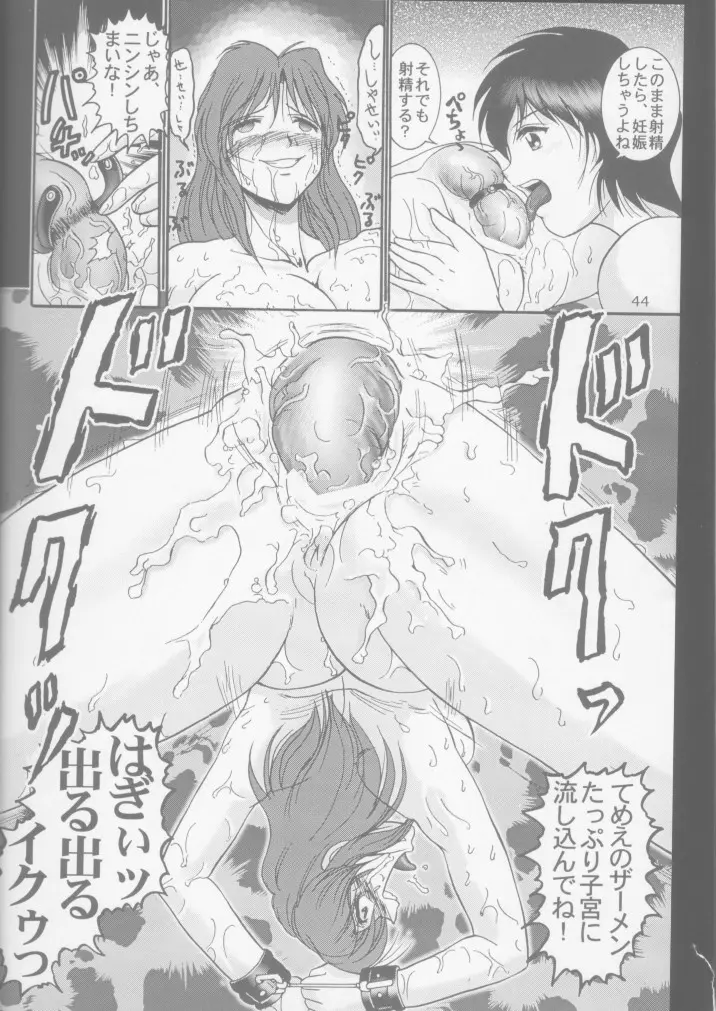 このまま射精
したら、妊娠
しちゃうよね
それでも
射精する?
ぺちょっ
44
し…しゃせい…
せ…せぃ…し…
ピク
ぶる
ぶる
じゃあ、
ニンシンしち
まいな!
ドドドクドクッ
てめえのザーメン
たっぷり子宮に
流し込んでね!
はぎぃッ
出る出る
イクゥっ